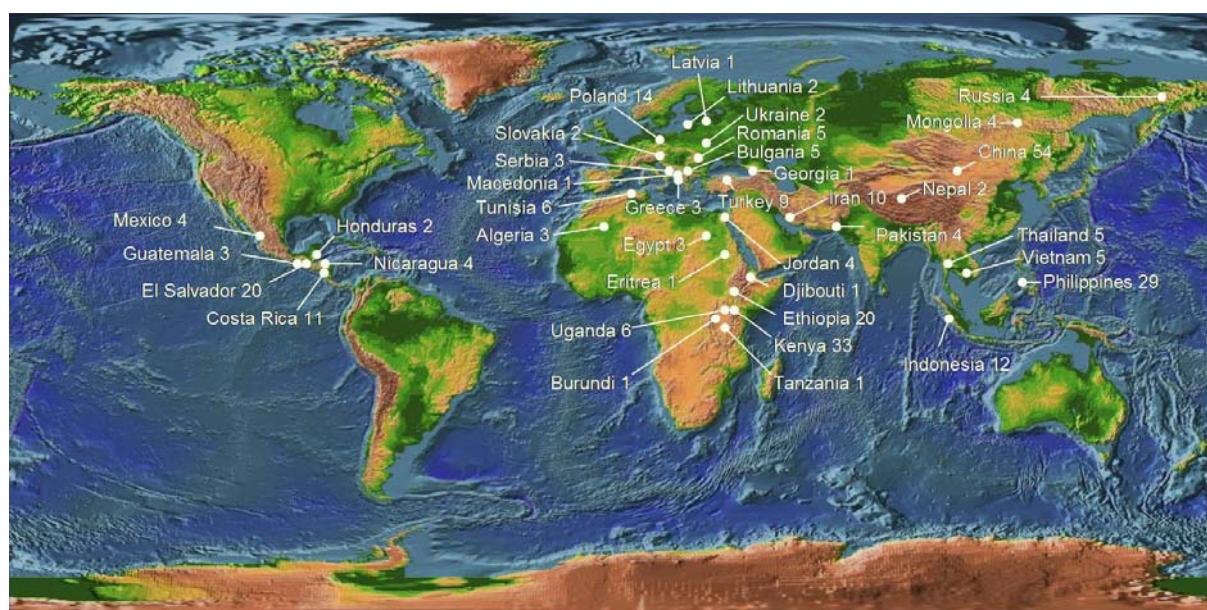 Latvia 1
Lithuania 2
Poland 14
Russia 4
Ukraine 2
Mongolia 4
Slovakia 2
Romania 5
Bulgaria 5
China 54
Serbia 3
Georgia 1
Macedonia 1
Nepal 2
Iran 10
Tunisia 6
Greece 3
Turkey 9
Mexico 4
Honduras 2
Algeria 3
Egypt 3
Pakistan 4
Thailand 5
Guatemala 3
Nicaragua 4
Jordan 4
Vietnam 5
Eritrea 1
Djibouti 1
Philippines 29
El Salvador 20
Costa Rica 11
Ethiopia 20
Uganda 6
Kenya 33
Indonesia 12
Burundi 1
Tanzania 1